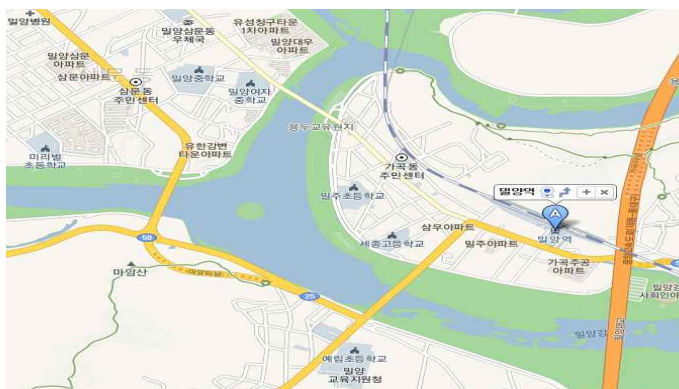 밀양병원
밀양삼문동
우체국
유성청구타운
1차아파트
밀양대우
아파트
밀양삼문
아파트
삼문아파트
삼문동
주민센터
밀양중학교
밀양여자
중학교
용두교유원지
미리벌
초등학교
유한강변
타운아파트
가곡동
주민센터
밀주초등학교
밀양역
A
밀양역
삼우아파트
세종고등학교
밀주아파트
가곡주공
아파트
58
마암산
마암터널
25
밀양강
예림초등학교
밀양
교육지원청